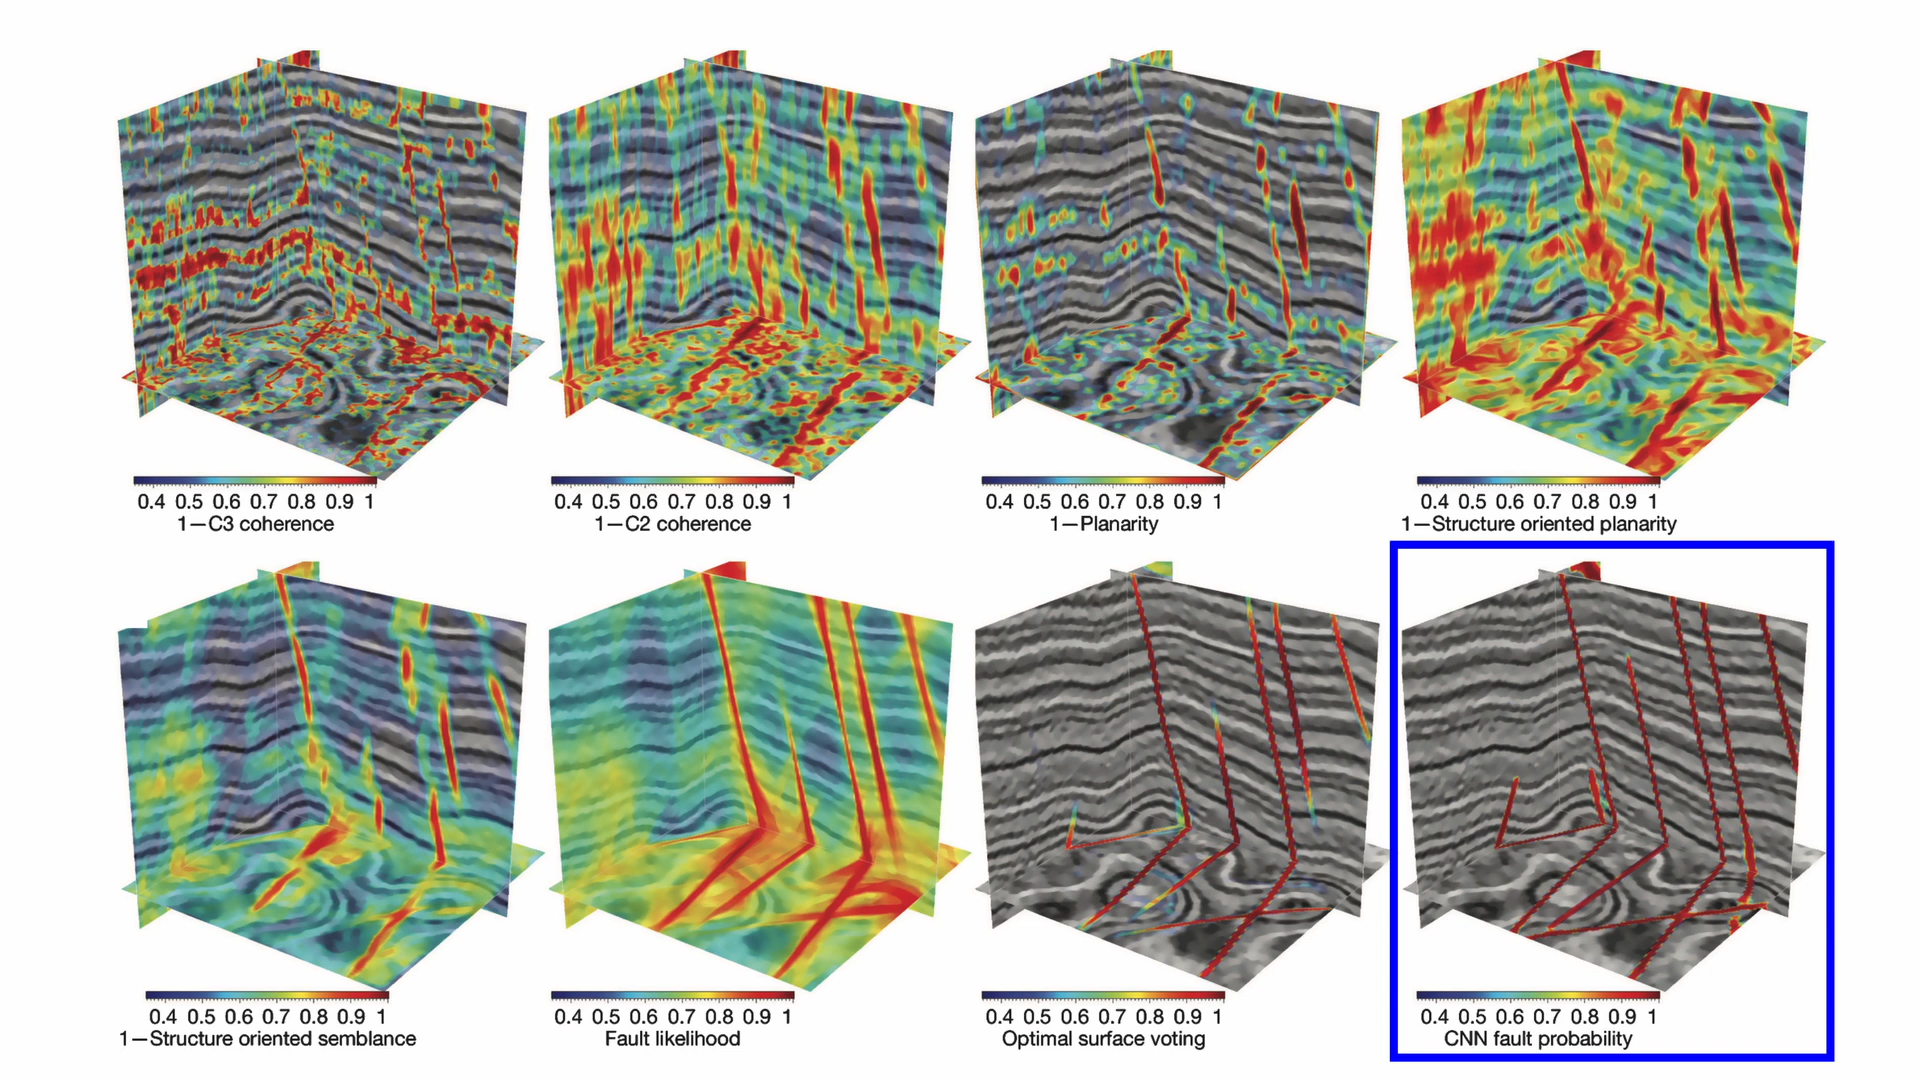 0.4 0.5 0.6 0.7 0.8 0.9 1
1—C3 coherence
0.4 0.5 0.6 0.7 0.8 0.9 1
1—C2 coherence
0.4 0.5 0.6 0.7 0.8 0.9 1
1—Planarity
0.4 0.5 0.6 0.7 0.8 0.9 1
1—Structure oriented planarity
0.4 0.5 0.6 0.7 0.8 0.9 1
1—Structure oriented semblance
0.4 0.5 0.6 0.7 0.8 0.9 1
Fault likelihood
0.4 0.5 0.6 0.7 0.8 0.9 1
Optimal surface voting
0.4 0.5 0.6 0.7 0.8 0.9 1
CNN fault probability